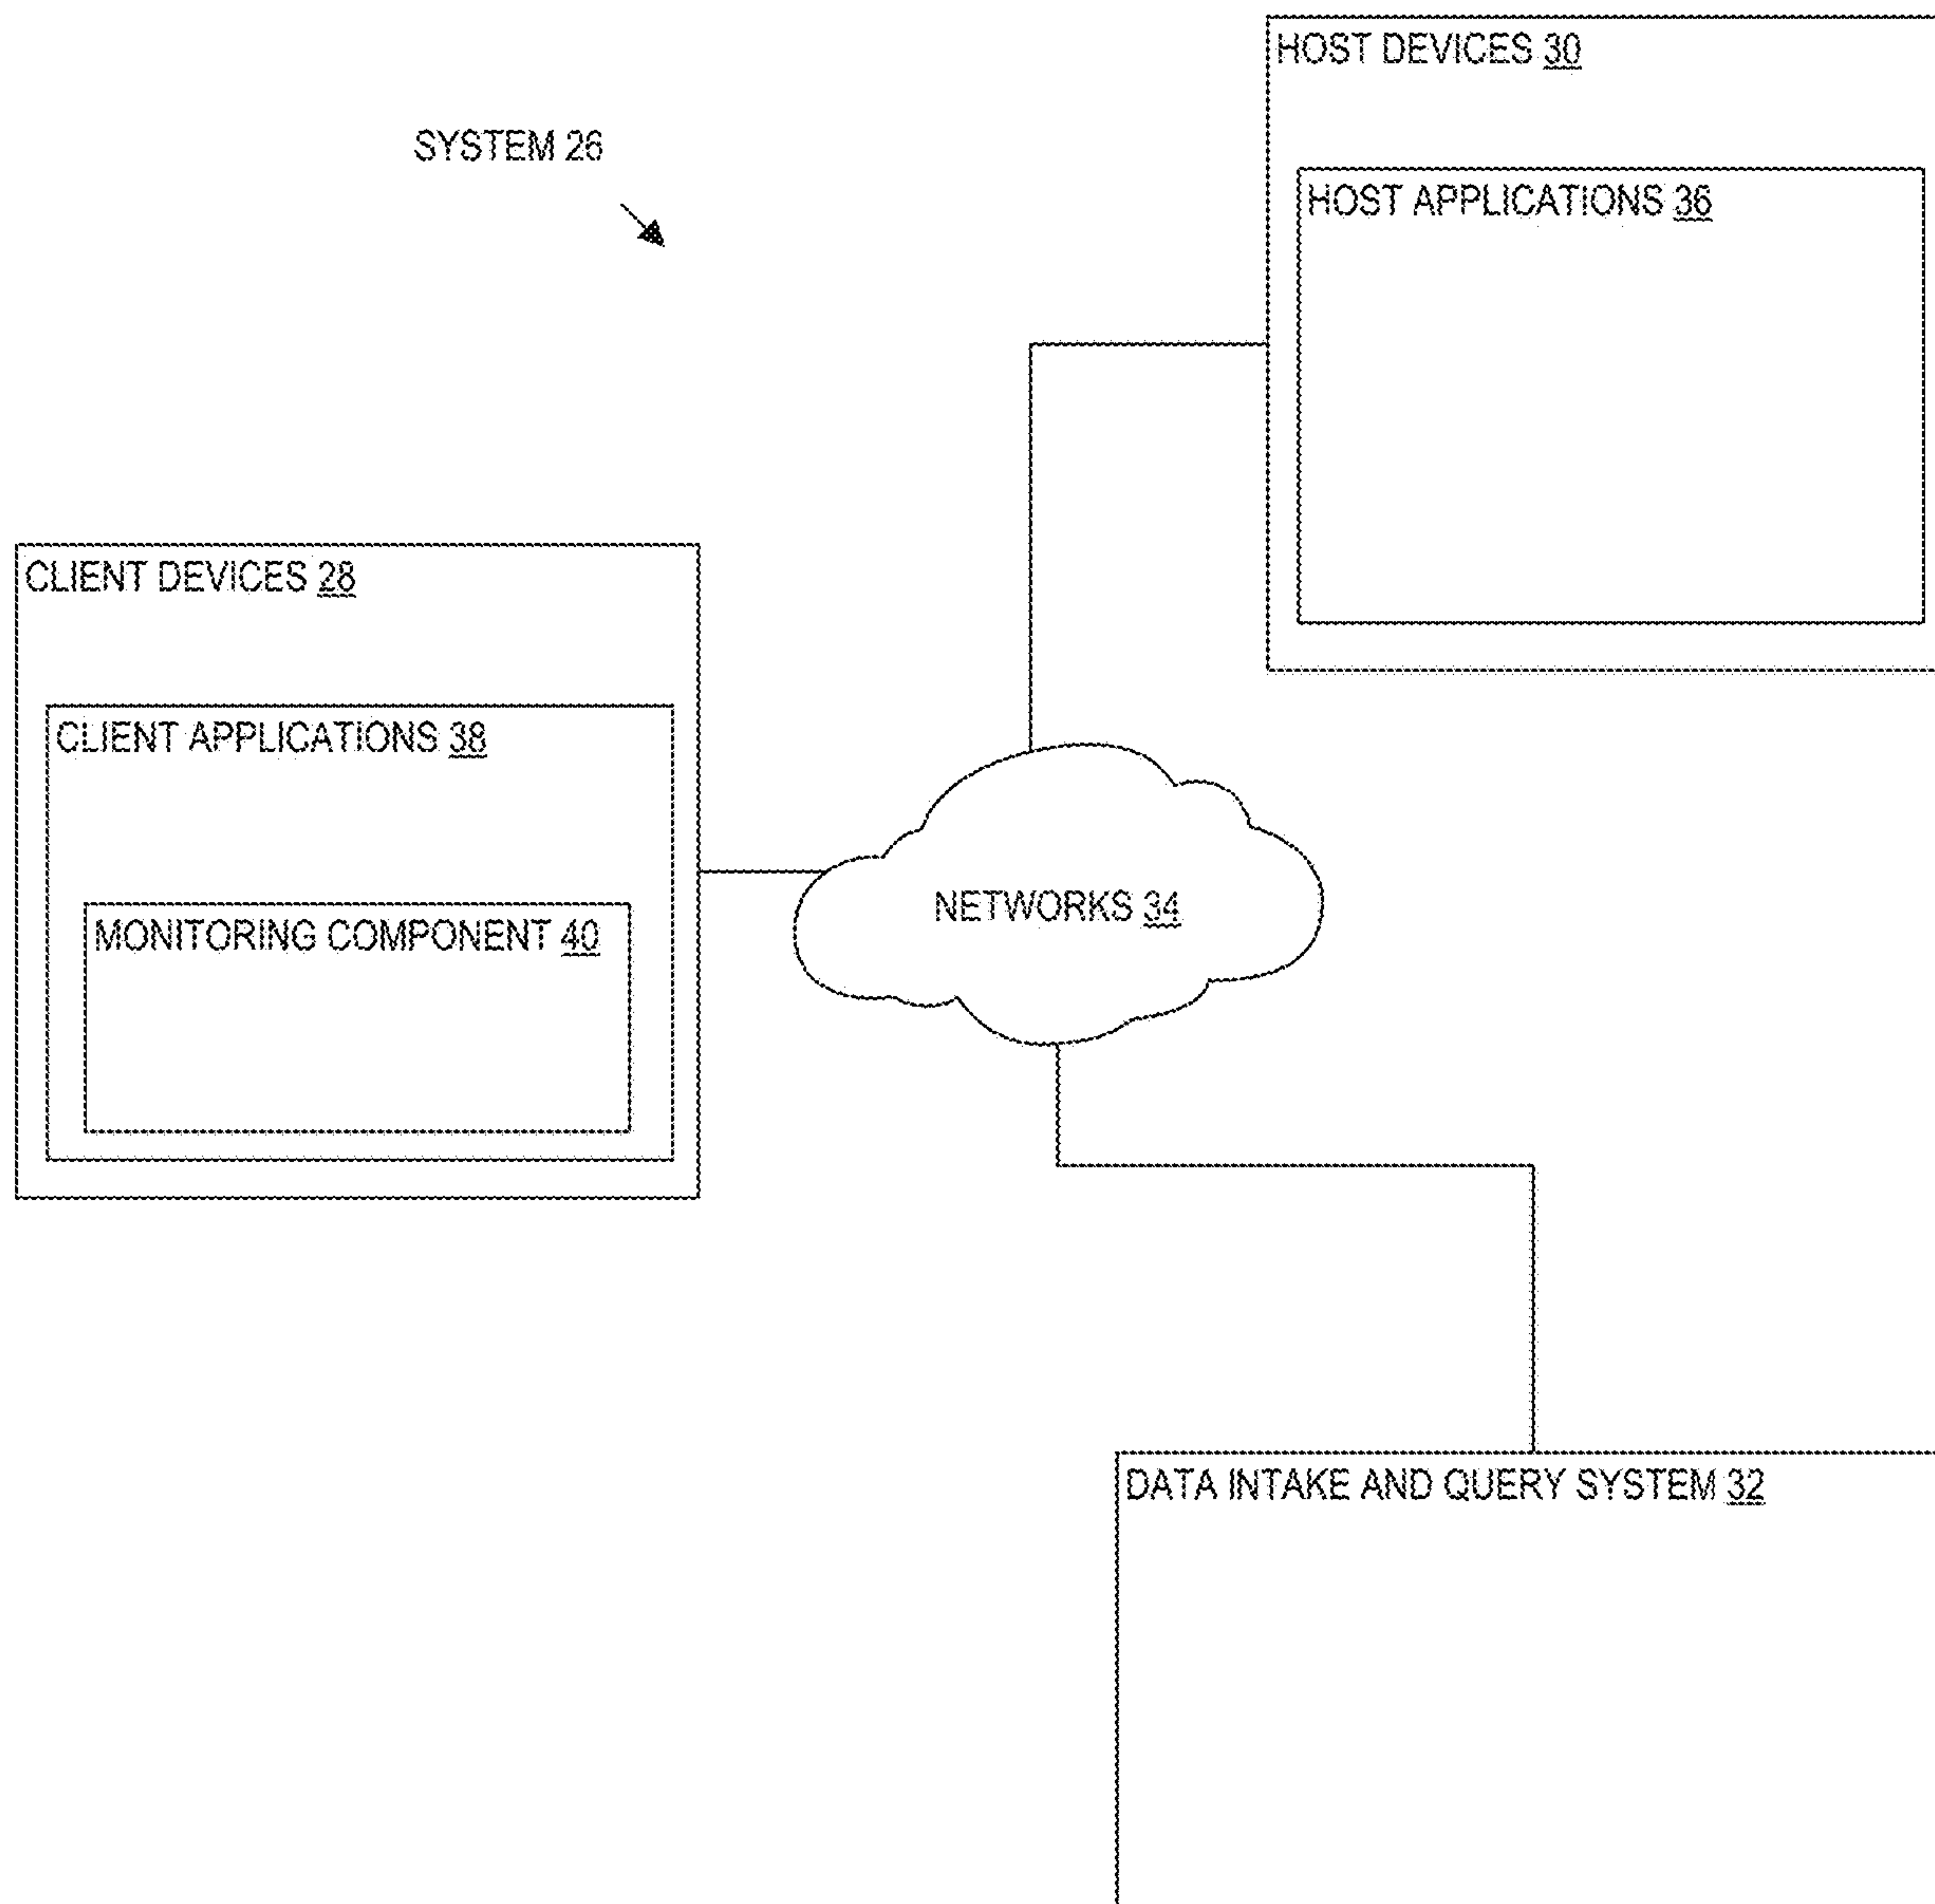 HOST DEVICES 30
SYSTEM 26
HOST APPLICATIONS 36
CLIENT DEVICES 28
CLIENT APPLICATIONS 38
NETWORKS 34
MONITORING COMPONENT 40
DATA INTAKE AND QUERY SYSTEM 32